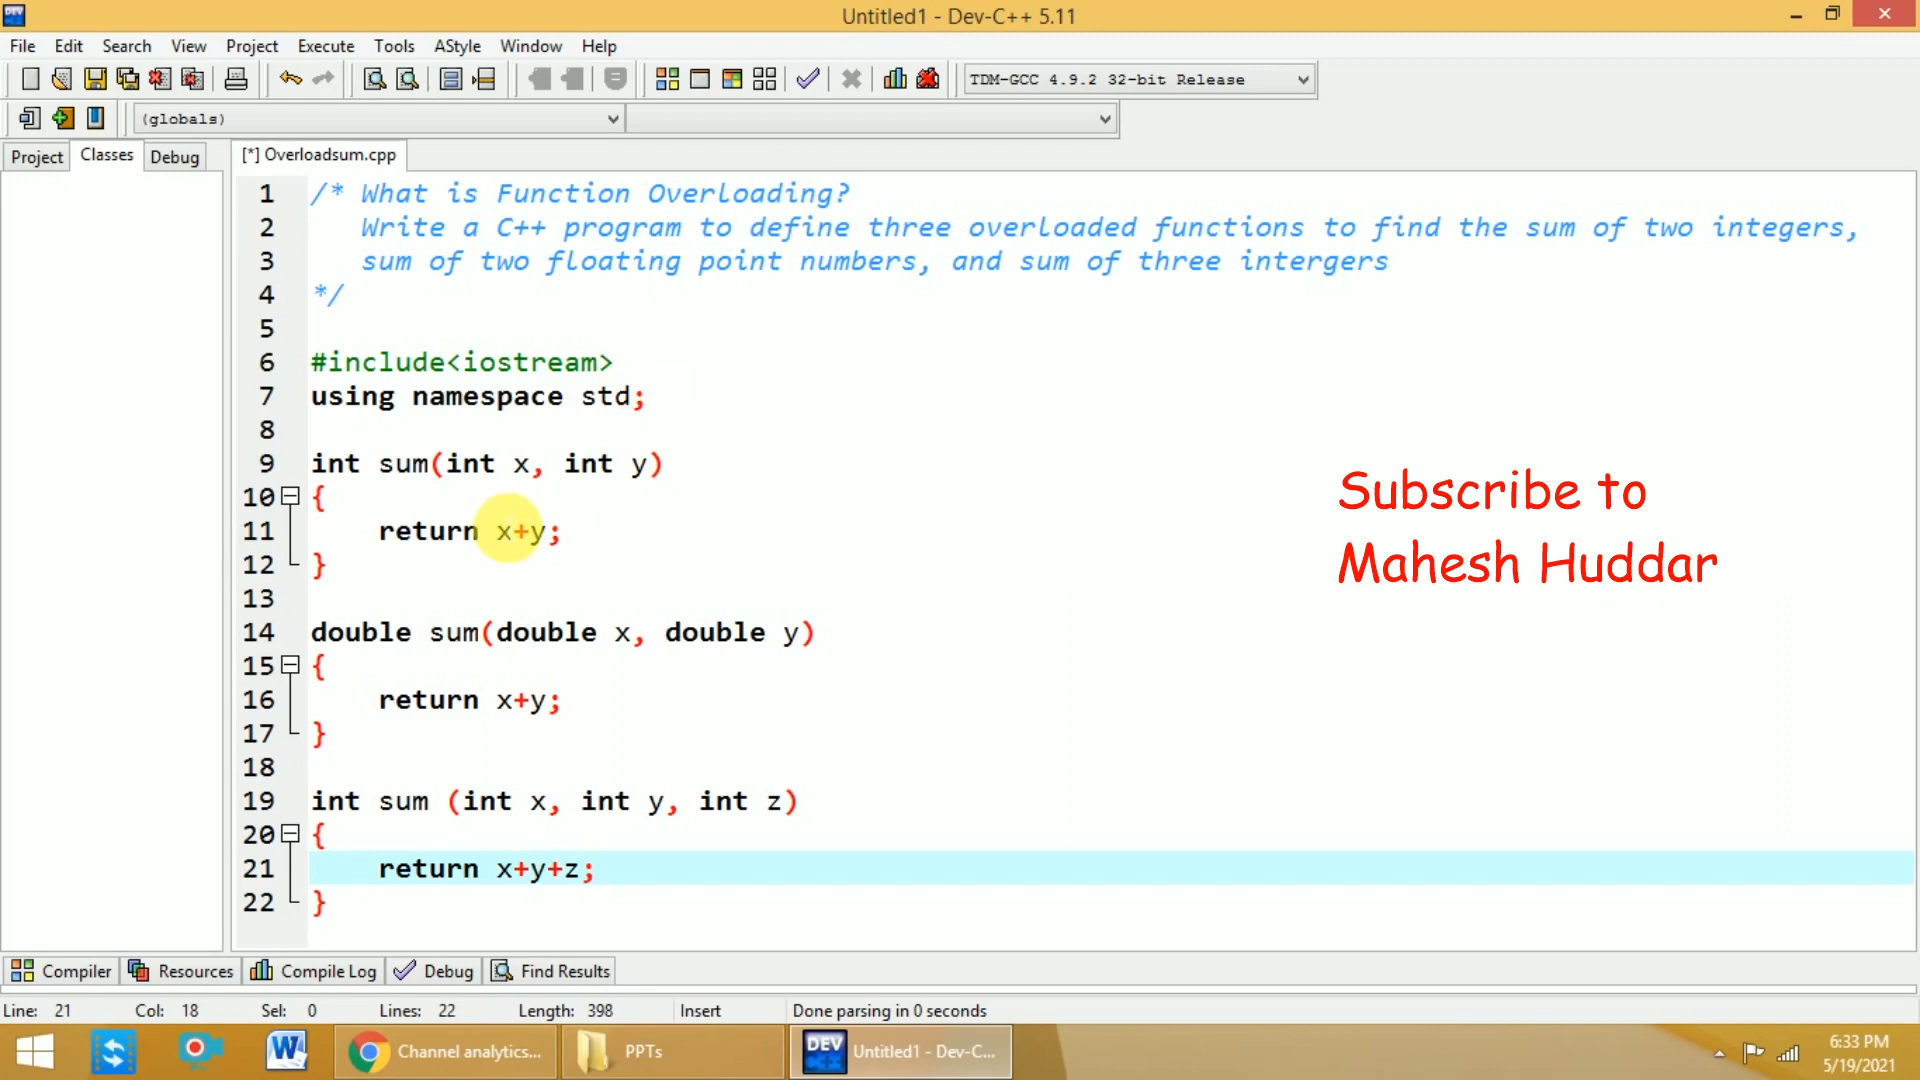 Untitled1 - Dev-C++ 5.11
File Edit Search View Project Execute Tools AStyle Window Help
TDM-GCC 4.9.2 32-bit Release
(globals)
Project Classes Debug [*] Overloadsum.cpp
1 /* What is Function Overloading?
2 Write a C++ program to define three overloaded functions to find the sum of two integers,
3 sum of two floating point numbers, and sum of three intergers
4 */
5
6 #include<iostream>
7 using namespace std;
8
9 int sum(int x, int y)
10 {
11 return x+y;
12 }
13
14 double sum(double x, double y)
15 {
16 return x+y;
17 }
18
19 int sum (int x, int y, int z)
20 {
21 return x+y+z;
22 }
Subscribe to
Mahesh Huddar
Compiler Resources Compile Log Debug Find Results
Line: 21 Col: 18 Sel: 0 Lines: 22 Length: 398 Insert Done parsing in 0 seconds
Channel analytics... PPTs DEV Untitled1 - Dev-C... 6:33 PM
5/19/2021